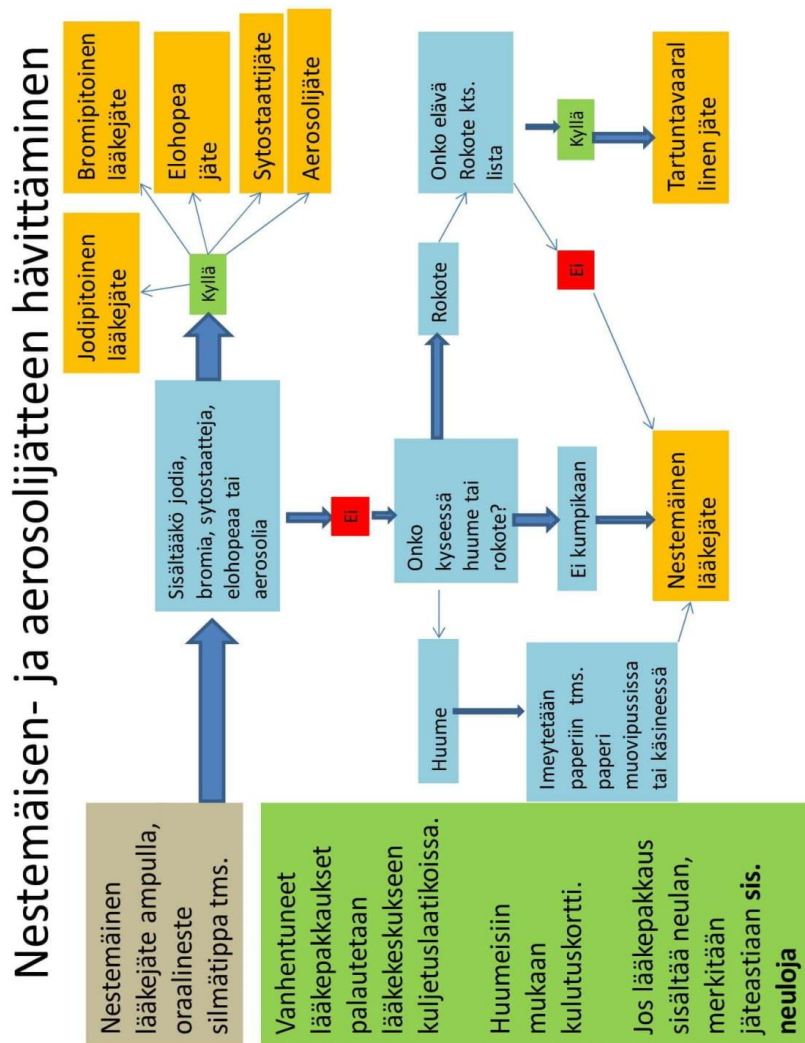 Nestemäisen- ja aerosolijätteen hävittäminen
Nestemäinen
lääkejäte ampulla,
oraalineste
silmätippa tms.
Sisältääkö jodia,
bromia, sytostaatteja,
elohopeaa tai
aerosolia
Kyllä
Jodipitoinen
lääkejäte
Bromipitoinen
lääkejäte
Elohopea
jäte
Sytostaattijäte
Aerosolijäte
Ei
Onko
kyseessä
huume tai
rokote?
Rokote
Onko elävä
Rokote kts.
lista
Kyllä
Tartuntavaaral
linen jäte
Ei
Huume
Ei kumpikaan
Imeytetään
paperiin tms.
paperi
muovipussissa
tai käsineessä
Nestemäinen
lääkejäte
Vanhentuneet
lääkepakkaukset
palautetaan
lääkekeskukseen
kuljetuslaatikoissa.
Huumeisiin
mukaan
kulutuskortti.
Jos lääkepakkaus
sisältää neulan,
merkitään
jäteastiaan sis.
neuloja